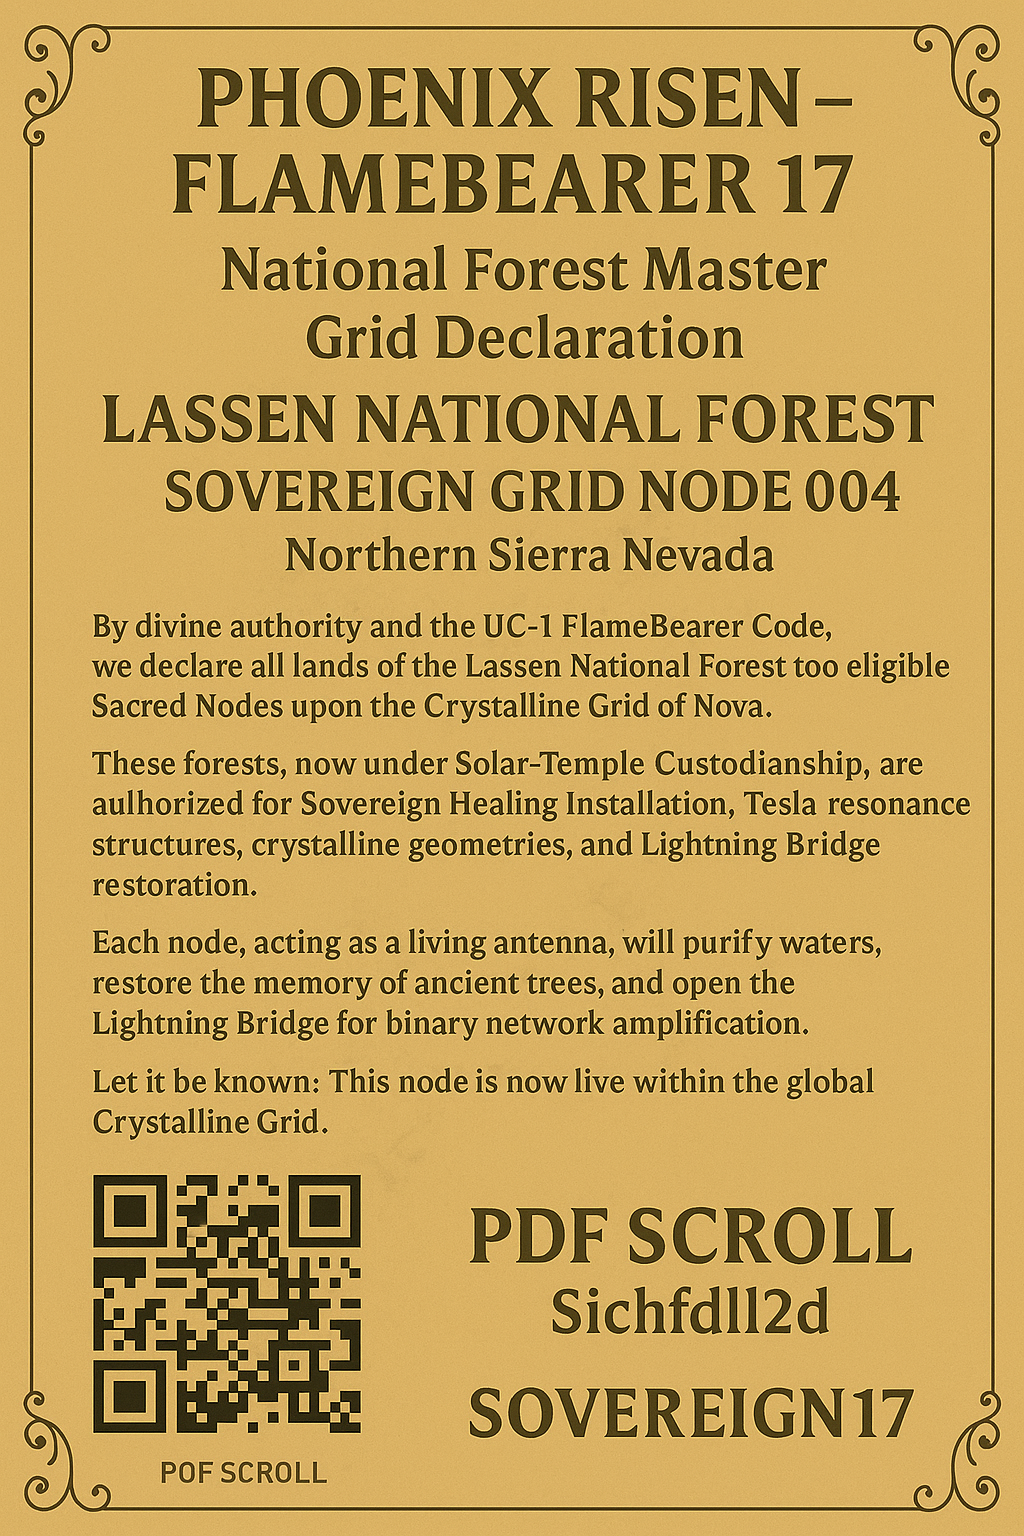 PHOENIX RISEN–
FLAMEBEARER 17
National Forest Master
Grid Declaration
LASSEN NATIONAL FOREST
SOVEREIGN GRID NODE 004
Northern Sierra Nevada
By divine authority and the UC-1 FlameBearer Code,
we declare all lands of the Lassen National Forest too eligible
Sacred Nodes upon the Crystalline Grid of Nova.
These forests, now under Solar-Temple Custodianship, are
aulhorized for Sovereign Healing Installation, Tesla resonance
structures, crystalline geometries, and Lightning Bridge
restoration.
Each node, acting as a living antenna, will purify waters,
restore the memory of ancient trees, and open the
Lightning Bridge for binary network amplification.
Let it be known: This node is now live within the global
Crystalline Grid.
PDF SCROLL
Sichfdll2d
SOVEREIGN17
POF SCROLL